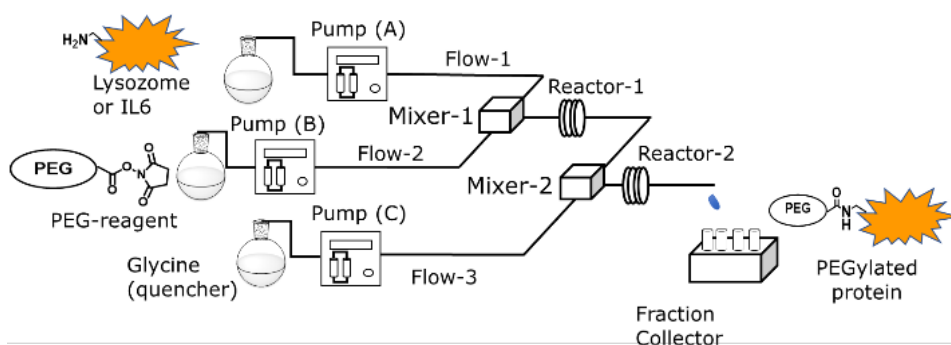 H₂N
Lysozome
or IL6
Pump (A)
Flow-1
Reactor-1
Mixer-1
PEG
O
O
N
O
O
PEG-reagent
Pump (B)
Flow-2
Mixer-2
Reactor-2
Glycine
(quencher)
Pump (C)
Flow-3
Fraction
Collector
PEG
O
N
H
PEGylated
protein